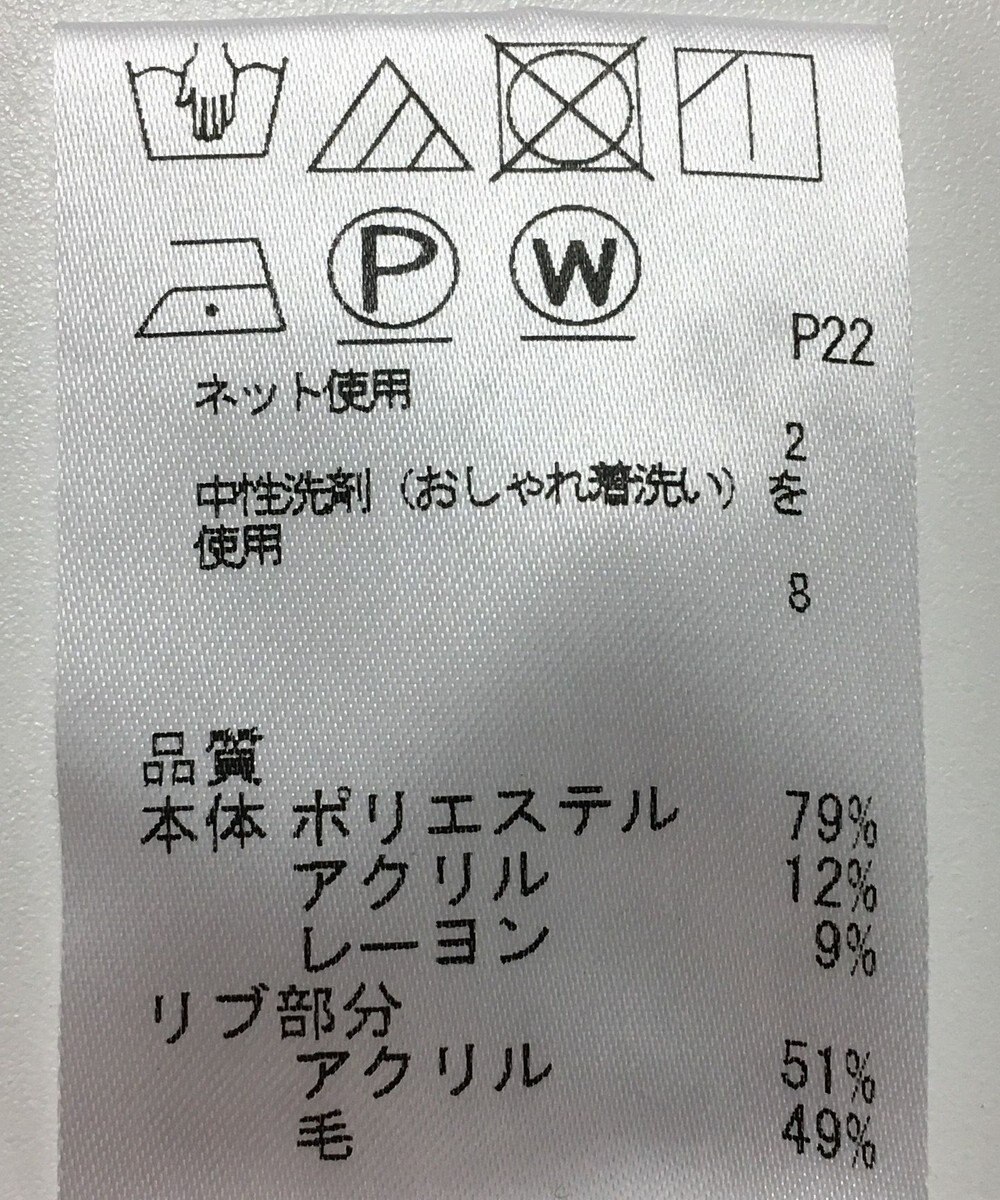 P
W
P22
ネット使用
2
中性洗剤（おしゃれ着洗い）を
使用
8
品質
本体 ポリエステル 79%
アクリル 12%
レーヨン 9%
リブ部分
アクリル 51%
毛 49%